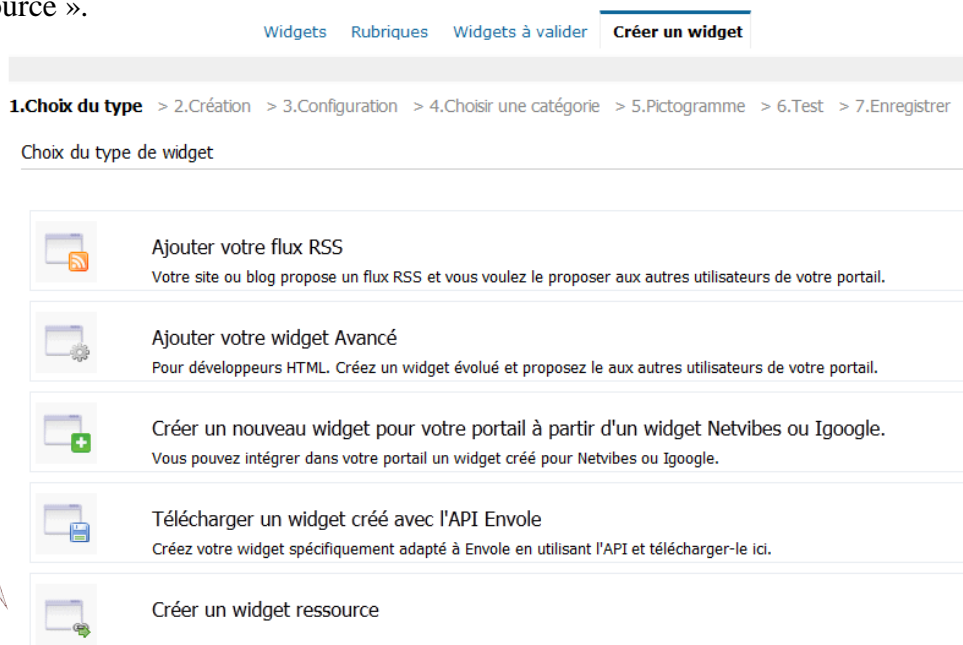 ource ».
Widgets Rubriques Widgets à valider Créer un widget
1.Choix du type > 2.Création > 3.Configuration > 4.Choisir une catégorie > 5.Pictogramme > 6.Test > 7.Enregistrer
Choix du type de widget
Ajouter votre flux RSS
Votre site ou blog propose un flux RSS et vous voulez le proposer aux autres utilisateurs de votre portail.
Ajouter votre widget Avancé
Pour développeurs HTML. Créez un widget évolué et proposez le aux autres utilisateurs de votre portail.
Créer un nouveau widget pour votre portail à partir d'un widget Netvibes ou Igoogle.
Vous pouvez intégrer dans votre portail un widget créé pour Netvibes ou Igoogle.
Télécharger un widget créé avec l'API Envole
Créez votre widget spécifiquement adapté à Envole en utilisant l'API et télécharger-le ici.
Créer un widget ressource